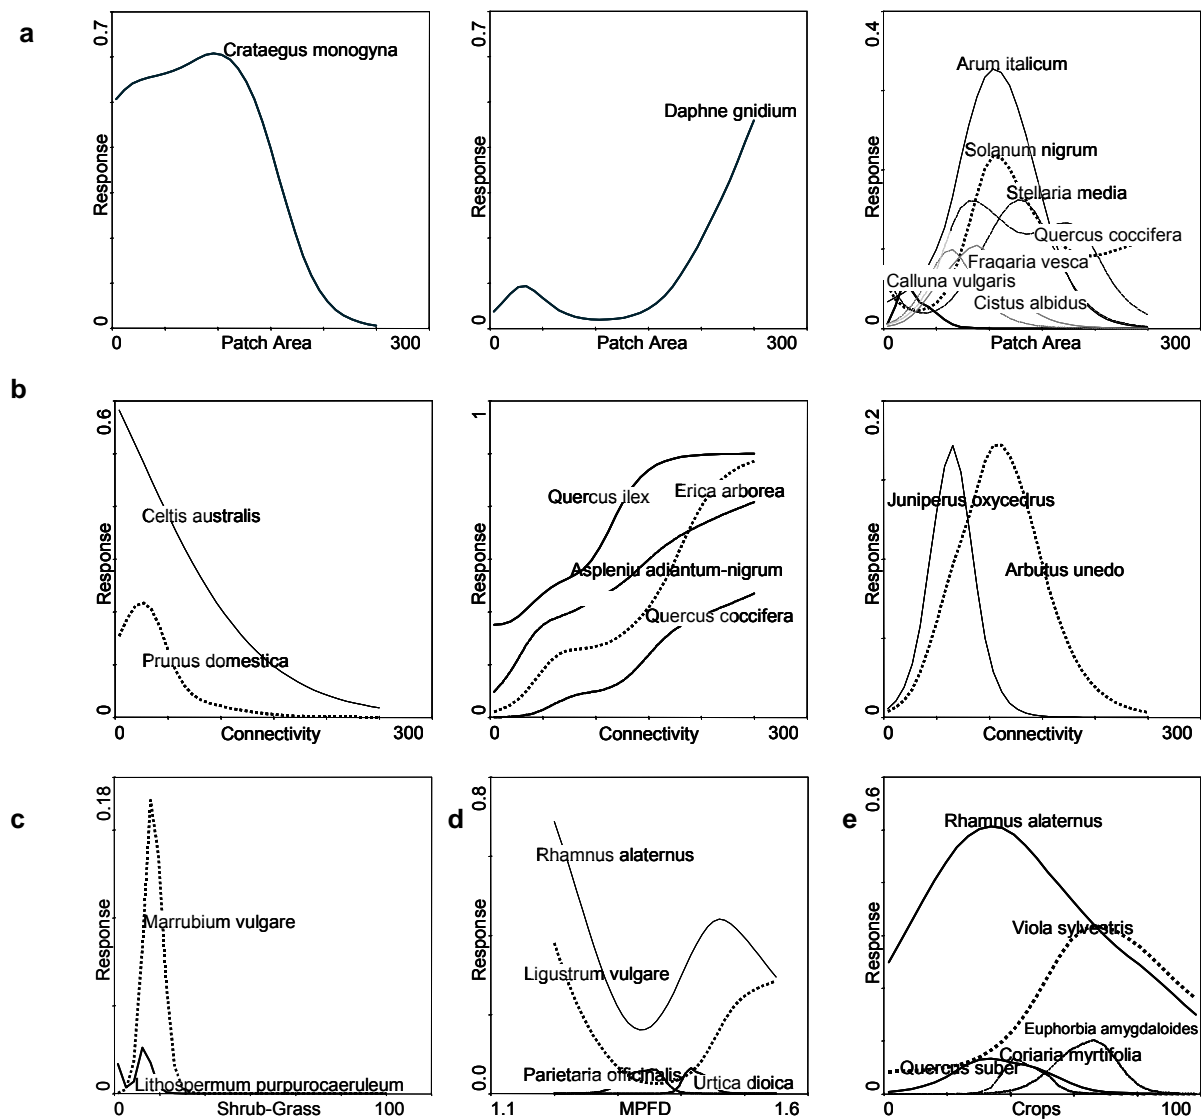 a
0.7
Response
0
Crataegus monogyna
0
Patch Area
300
0.7
Response
0
Daphne gnidium
0
Patch Area
300
0.4
Response
0
Arum italicum
Solanum nigrum
Stellaria media
Quercus coccifera
Fragaria vesca
Calluna vulgaris
Cistus albidus
0
Patch Area
300
b
0.6
Response
0
Celtis australis
Prunus domestica
0
Connectivity
300
1
Response
0
Quercus ilex
Erica arborea
Aspleniu adiantum-nigrum
Quercus coccifera
0
Connectivity
300
0.2
Response
0
Juniperus oxycedrus
Arbutus unedo
0
Connectivity
300
c
0.18
Response
0
Marrubium vulgare
Lithospermum purpurocaeruleum
0
Shrub-Grass
100
d
0.8
Response
0.0
Rhamnus alaternus
Ligustrum vulgare
Parietaria officinalis
Urtica dioica
1.1
MPFD
1.6
e
0.6
Response
0
Rhamnus alaternus
Viola sylvestris
Euphorbia amygdaloides
Coriaria myrtifolia
Quercus suber
0
Crops
100